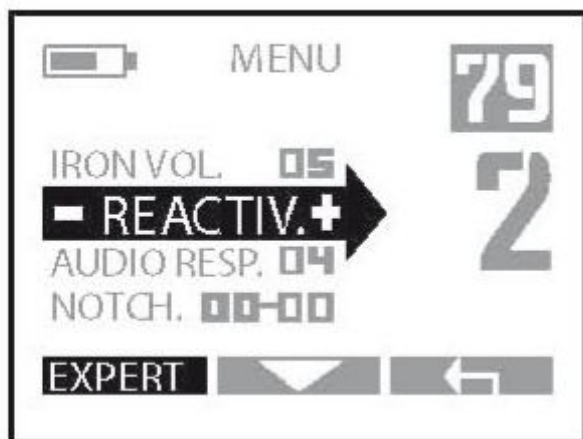 MENU
79
IRON VOL. 05
- REACTIV. +
2
AUDIO RESP. 04
NOTCH. 00-00
EXPERT